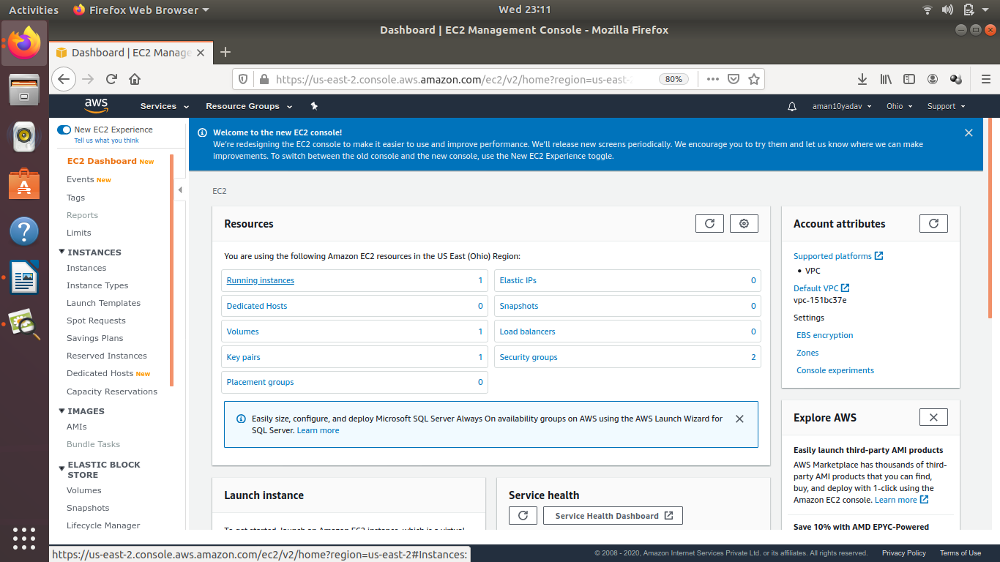 Activities
Firefox Web Browser
Wed 23:11
Dashboard | EC2 Management Console - Mozilla Firefox
Dashboard | EC2 Manage
https://us-east-2.console.aws.amazon.com/ec2/v2/home?region=us-east-
80%
aws
Services
Resource Groups
aman10yadav
Ohio
Support
New EC2 Experience
Tell us what you think
EC2 Dashboard New
Events New
Tags
Reports
Limits
INSTANCES
Instances
Instance Types
Launch Templates
Spot Requests
Savings Plans
Reserved Instances
Dedicated Hosts New
Capacity Reservations
IMAGES
AMIs
Bundle Tasks
ELASTIC BLOCK
STORE
Volumes
Snapshots
Lifecycle Manager
Welcome to the new EC2 console!
We're redesigning the EC2 console to make it easier to use and improve performance. We'll release new screens periodically. We encourage you to try them and let us know where we can make
improvements. To switch between the old console and the new console, use the New EC2 Experience toggle.
EC2
Resources
You are using the following Amazon EC2 resources in the US East (Ohio) Region:
Running instances 1
Elastic IPs 0
Dedicated Hosts 0
Snapshots 0
Volumes 1
Load balancers 0
Key pairs 1
Security groups 2
Placement groups 0
Easily size, configure, and deploy Microsoft SQL Server Always On availability groups on AWS using the AWS Launch Wizard for
SQL Server. Learn more
Launch instance
To get started, launch an Amazon EC2 instance, which is a virtual
Service health
Service Health Dashboard
Account attributes
Supported platforms
• VPC
Default VPC
vpc-151bc37e
Settings
EBS encryption
Zones
Console experiments
Explore AWS
Easily launch third-party AMI products
AWS Marketplace has thousands of third-
party AMI products that you can find,
buy, and deploy with 1-click using the
Amazon EC2 console. Learn more
Save 10% with AMD EPYC-Powered
https://us-east-2.console.aws.amazon.com/ec2/v2/home?region=us-east-2#Instances:
© 2008 - 2020, Amazon Internet Services Private Ltd. or its affiliates. All rights reserved.
Privacy Policy
Terms of Use